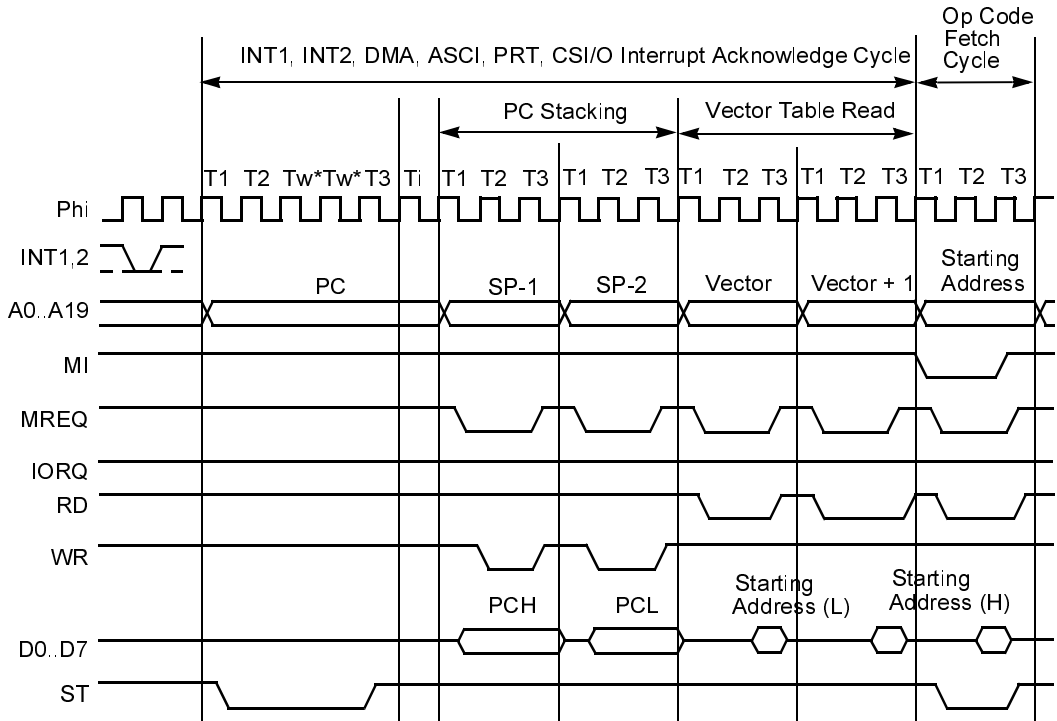 Op Code
Fetch
Cycle
INT1, INT2, DMA, ASCI, PRT, CSI/O Interrupt Acknowledge Cycle
PC Stacking
Vector Table Read
T1 T2 Tw*Tw* T3 Ti T1 T2 T3 T1 T2 T3 T1 T2 T3 T1 T2 T3 T1 T2 T3
Phi
INT1,2
PC
SP-1
SP-2
Vector
Vector + 1
Starting
Address
A0..A19
MI
MREQ
IORQ
RD
WR
PCH
PCL
Starting
Address (L)
Starting
Address (H)
D0..D7
ST